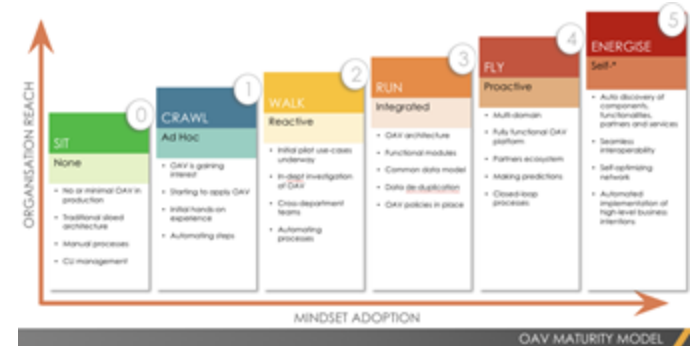 ORGANISATION REACH
0
SIT
None
• No or minimal OAV in
production
• Traditional siloed
architecture
• Manual processes
• CLI management
1
CRAWL
Ad Hoc
• OAV is gaining
interest
• Starting to apply OAV
• Initial hands on
experience
• Automating steps
2
WALK
Reactive
• Initial pilot use-cases
underway
• In-dept investigation
of OAV
• Cross-department
teams
• Automating
processes
3
RUN
Integrated
• OAV architecture
• Functional modules
• Common data model
• Data de-duplication
• OAV policies in place
4
FLY
Proactive
• Multi-domain
• Fully functional OAV
platform
• Partners ecosystem
• Making predictions
• Closed-loop
processes
5
ENERGISE
Self-*
• Auto discovery of
components,
functionalities,
partners and services
• Seamless
interoperability
• Self-optimizing
network
• Automated
implementation of
high-level business
intentions
MINDSET ADOPTION
OAV MATURITY MODEL